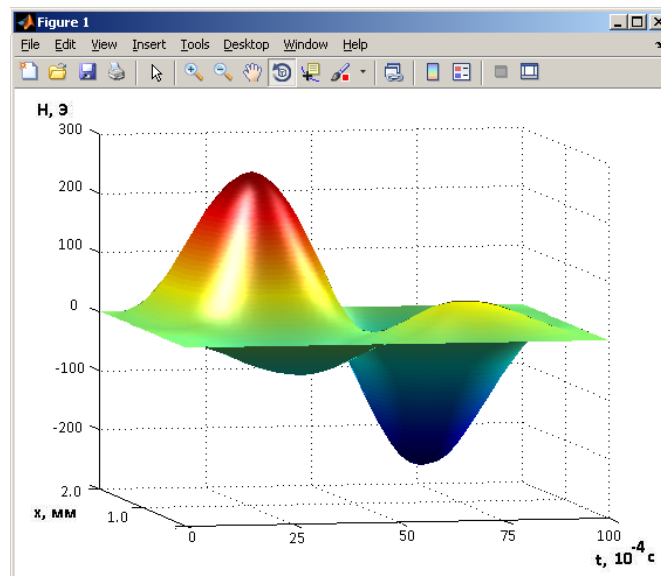 Figure 1
File Edit View Insert Tools Desktop Window Help
H, Э
300
200
100
0
-100
-200
2.0
x, мм
1.0
0
25
50
75
100
t, 10⁻⁴ с